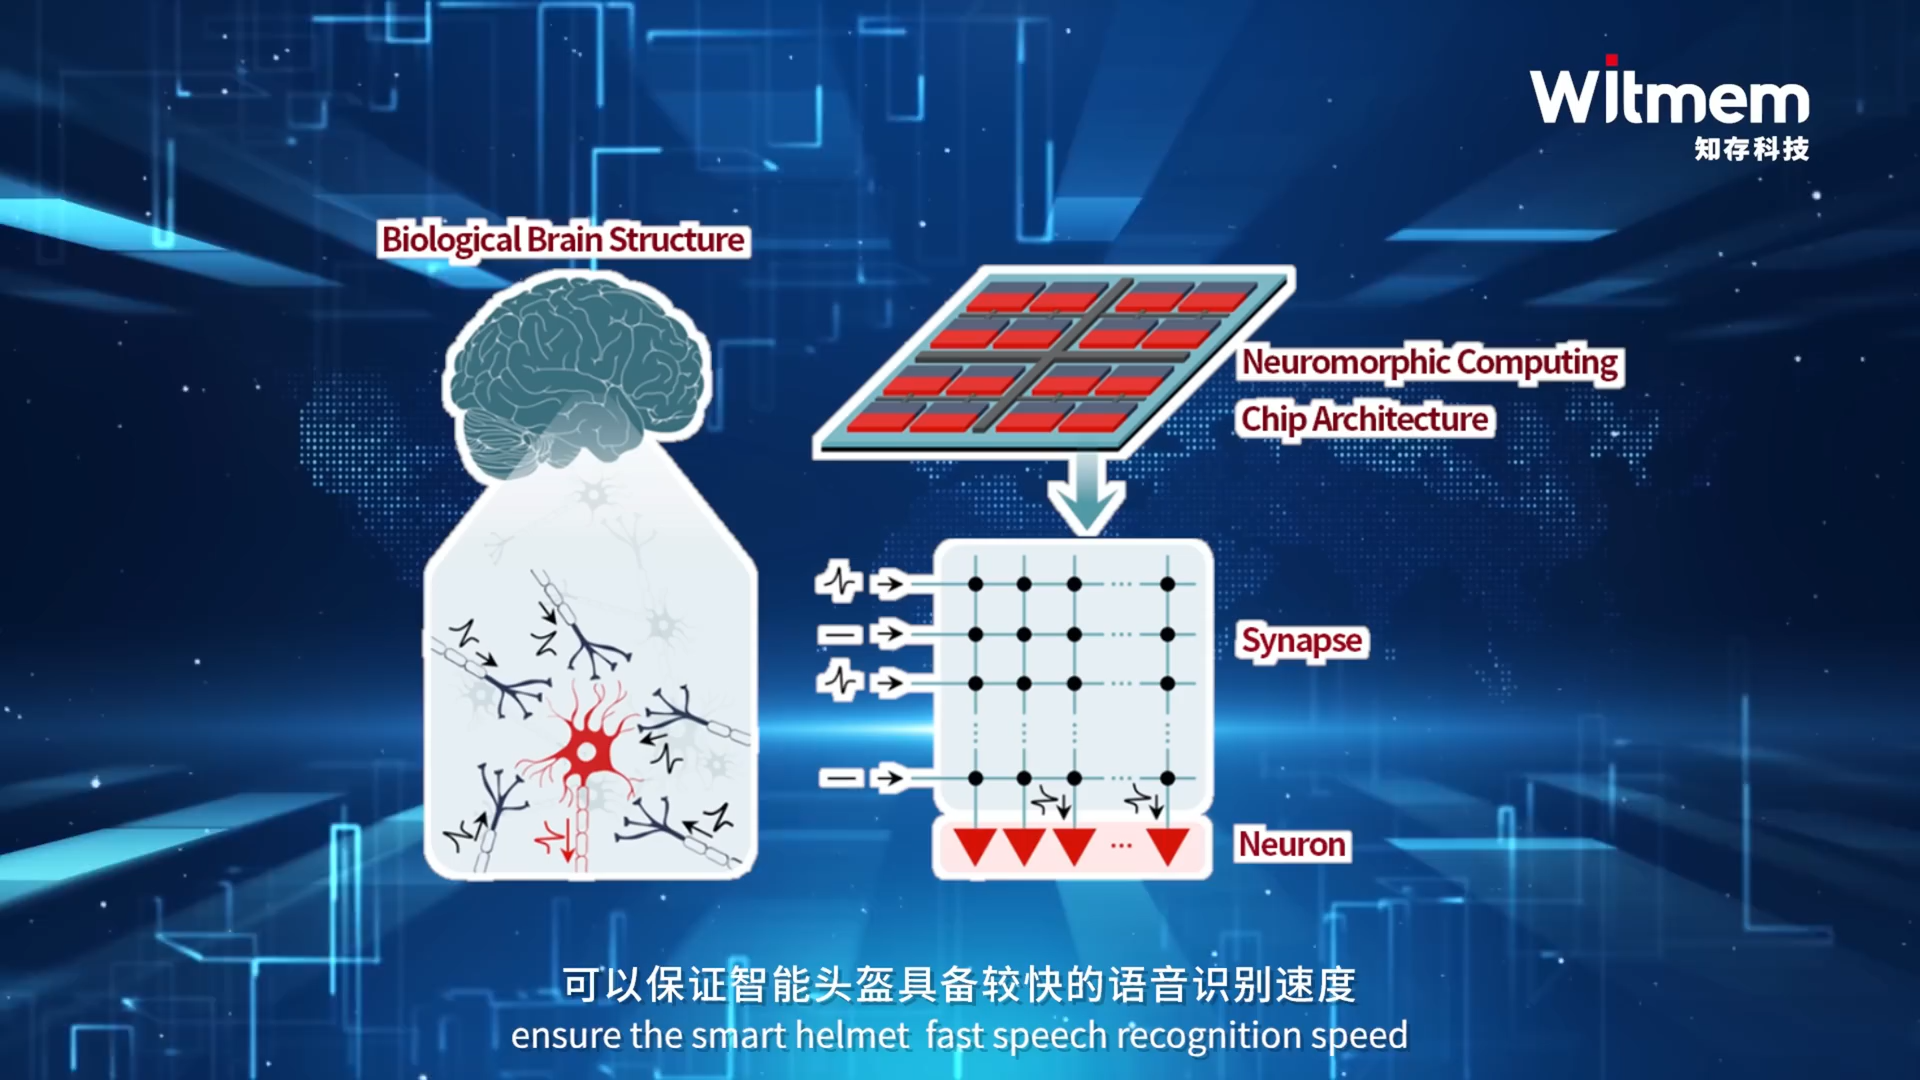 Witmem
知存科技
Biological Brain Structure
Neuromorphic Computing
Chip Architecture
Synapse
Neuron
可以保证智能头盔具备较快的语音识别速度
ensure the smart helmet fast speech recognition speed